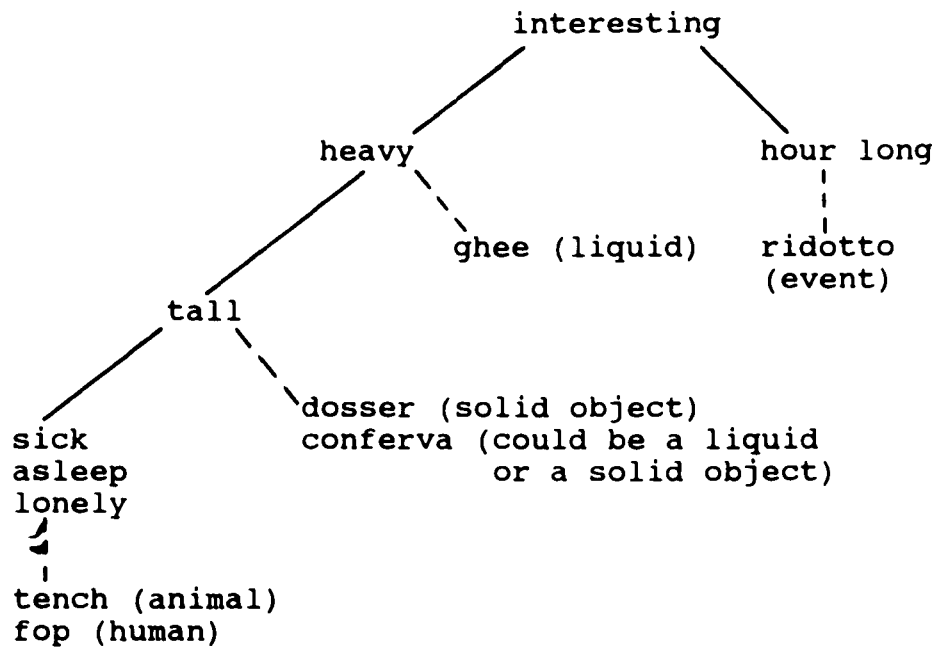 interesting
heavy
hour long
ghee (liquid)
ridotto
(event)
tall
dosser (solid object)
conferva (could be a liquid
or a solid object)
sick
asleep
lonely
tench (animal)
fop (human)